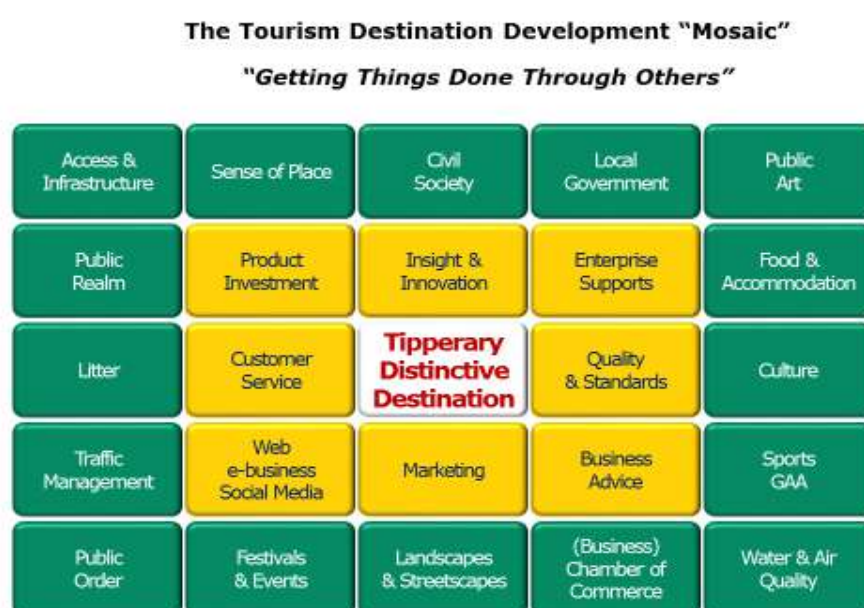 The Tourism Destination Development “Mosaic”
“Getting Things Done Through Others”
Access &
Infrastructure
Sense of Place
Civil
Society
Local
Government
Public
Art
Public
Realm
Product
Investment
Insight &
Innovation
Enterprise
Supports
Food &
Accommodation
Litter
Customer
Service
Tipperary
Distinctive
Destination
Quality
& Standards
Culture
Traffic
Management
Web
e-business
Social Media
Marketing
Business
Advice
Sports
GAA
Public
Order
Festivals
& Events
Landscapes
& Streetscapes
(Business)
Chamber of
Commerce
Water & Air
Quality